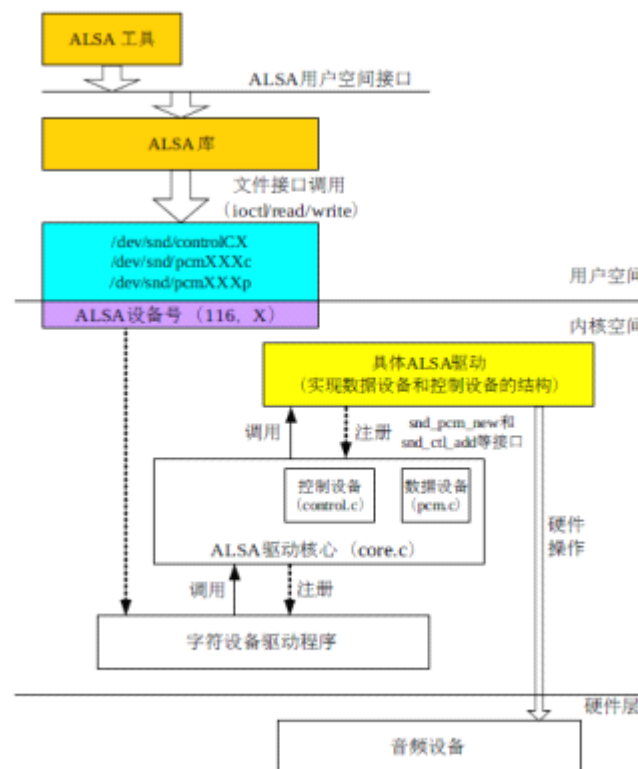 ALSA 工具
ALSA用户空间接口
ALSA 库
文件接口调用
（ioctl/read/write）
/dev/snd/controlCX
/dev/snd/pcmXXXc
/dev/snd/pcmXXXp
用户空间
ALSA设备号（116，X）
内核空间
具体ALSA驱动
（实现数据设备和控制设备的结构）
调用
注册
snd_pcm_new和
snd_ctl_add等接口
控制设备
（control.c）
数据设备
（pcm.c）
ALSA驱动核心（core.c）
硬件
操作
调用
注册
字符设备驱动程序
硬件层
音频设备